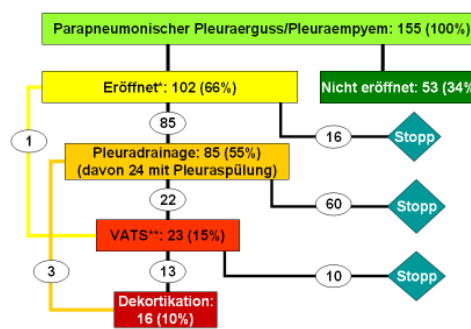 Parapneumonischer Pleuraerguss/Pleuraempyem: 155 (100%)
Eröffnet*: 102 (66%)
Nicht eröffnet: 53 (34%
1
85
16
Stopp
Pleuradrainage: 85 (55%)
(davon 24 mit Pleuraspülung)
22
60
Stopp
VATS**: 23 (15%)
3
13
10
Stopp
Dekortikation:
16 (10%)